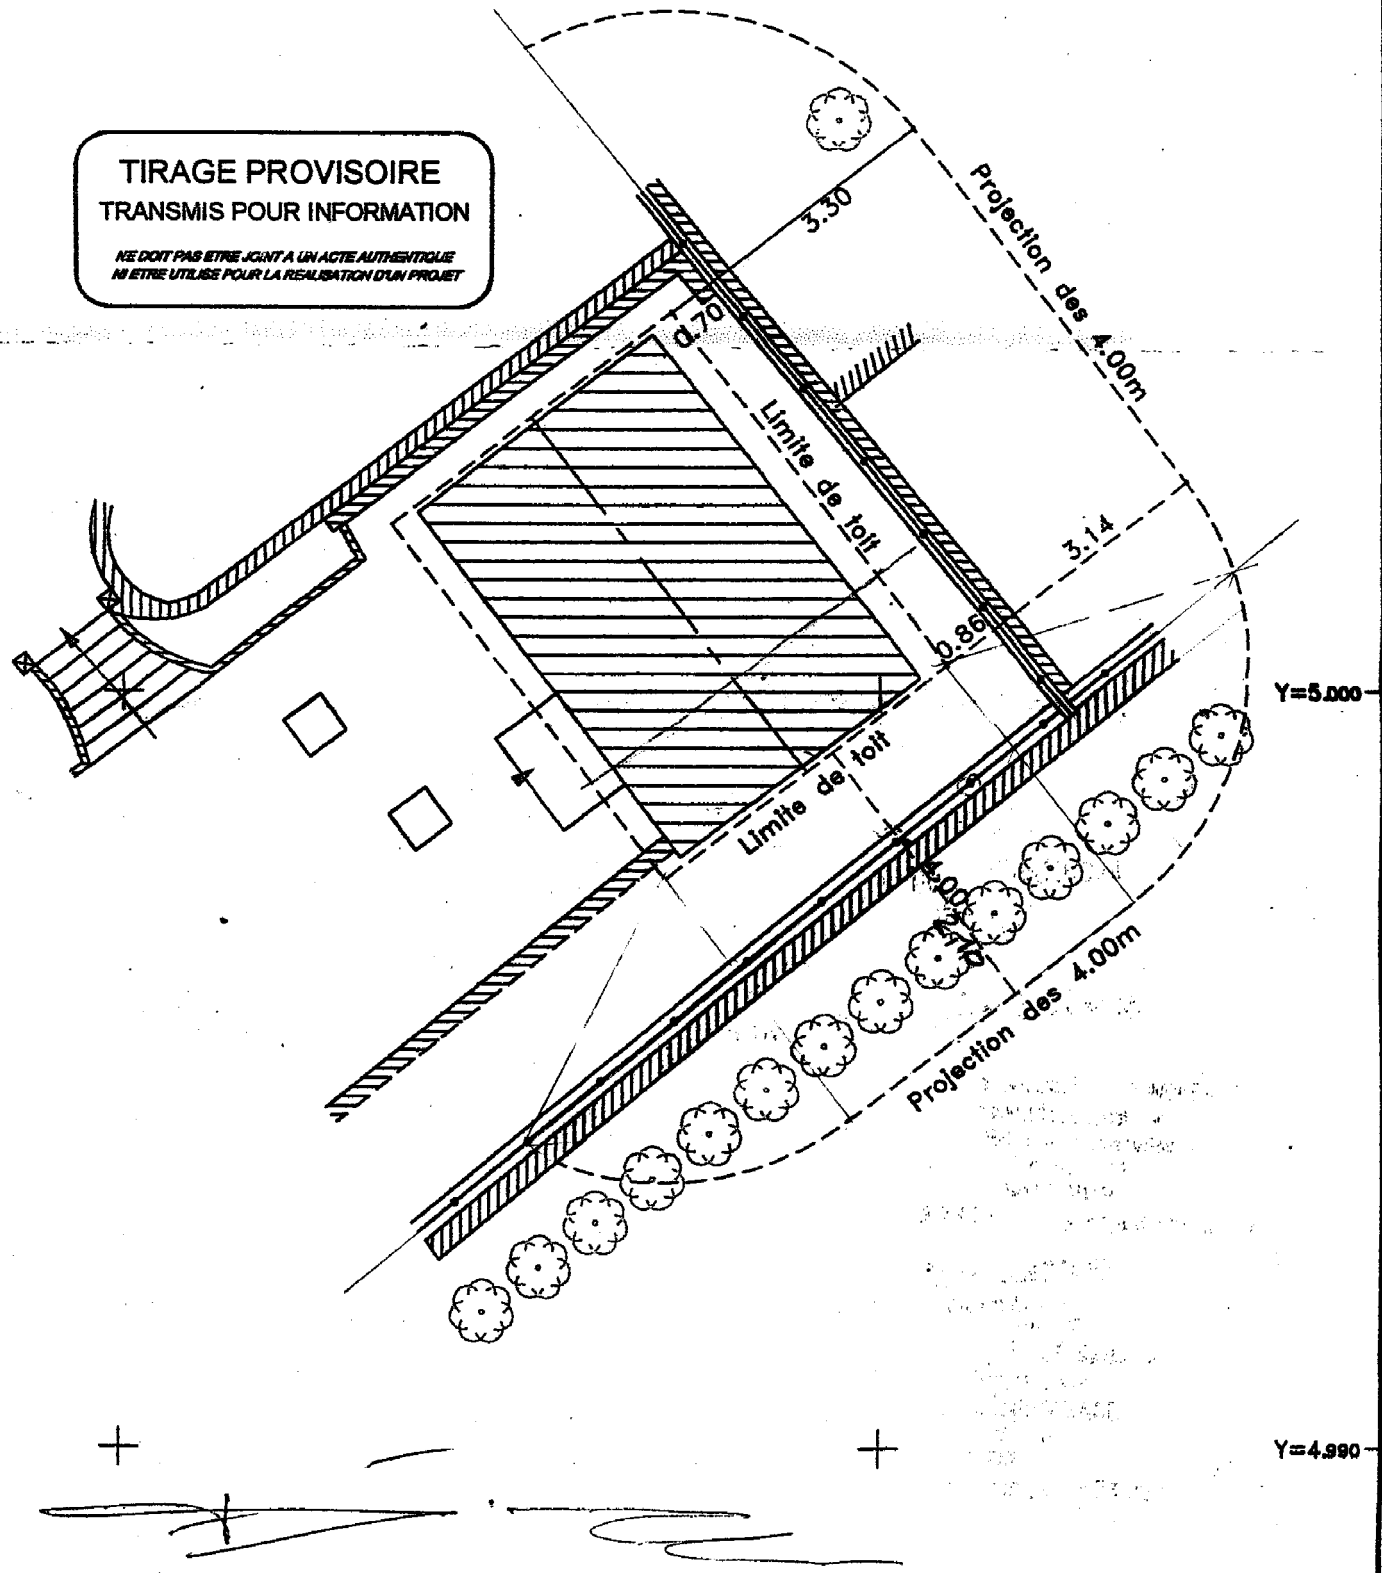 TIRAGE PROVISOIRE
TRANSMIS POUR INFORMATION
NE DOIT PAS ETRE JOINT A UN ACTE AUTHENTIQUE
NI ETRE UTILISE POUR LA REALISATION D'UN PROJET
3.30
Projection des 4.00m
0.70
Limite de toit
3.14
0.86
Y=5.000
Limite de toit
4.00
Projection des 4.00m
Y=4.990